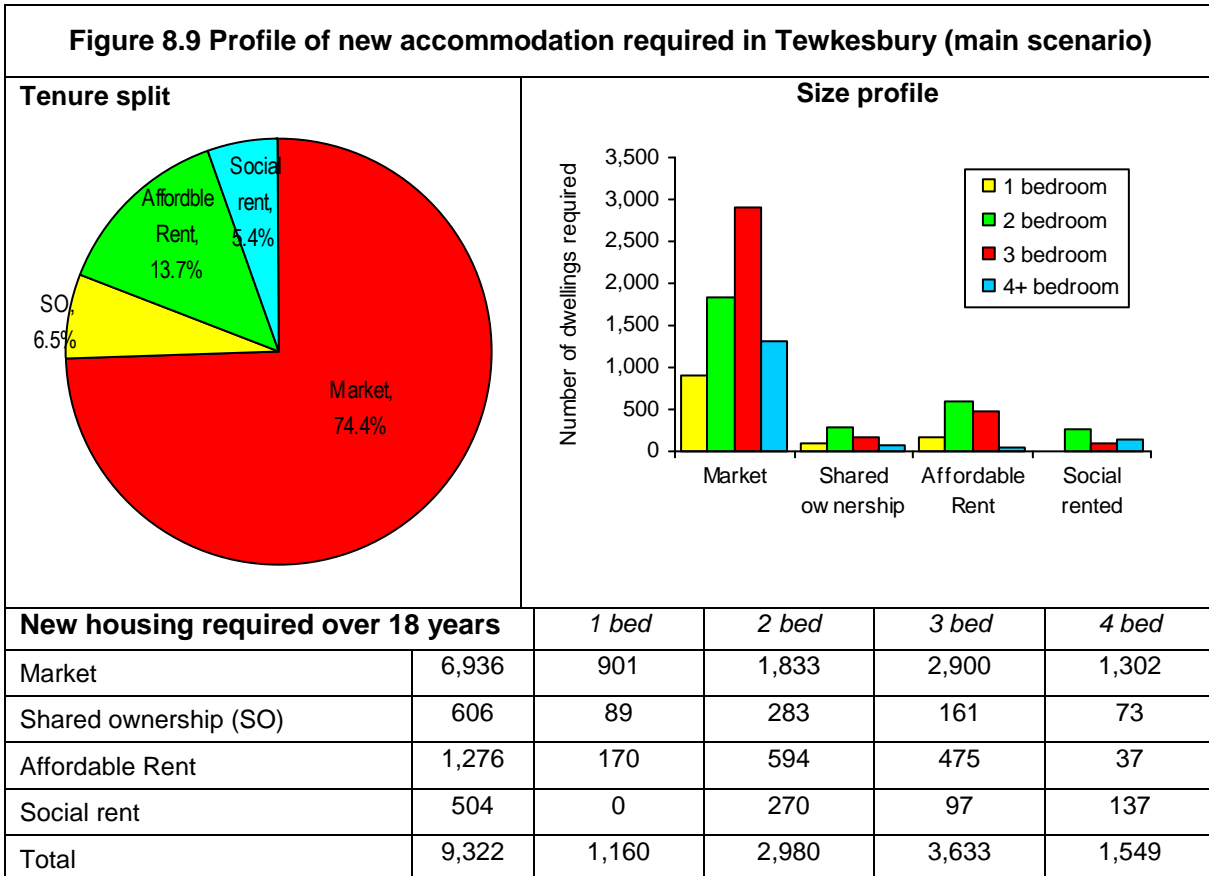 Figure 8.9 Profile of new accommodation required in Tewkesbury (main scenario)
Tenure split
Social
rent,
5.4%
Affordble
Rent,
13.7%
SO,
6.5%
Market,
74.4%
Size profile
Number of dwellings required
3,500
3,000
2,500
2,000
1,500
1,000
500
0
1 bedroom
2 bedroom
3 bedroom
4+ bedroom
Market
Shared
ow nership
Affordable
Rent
Social
rented
New housing required over 18 years 1 bed 2 bed 3 bed 4 bed
Market 6,936 901 1,833 2,900 1,302
Shared ownership (SO) 606 89 283 161 73
Affordable Rent 1,276 170 594 475 37
Social rent 504 0 270 97 137
Total 9,322 1,160 2,980 3,633 1,549